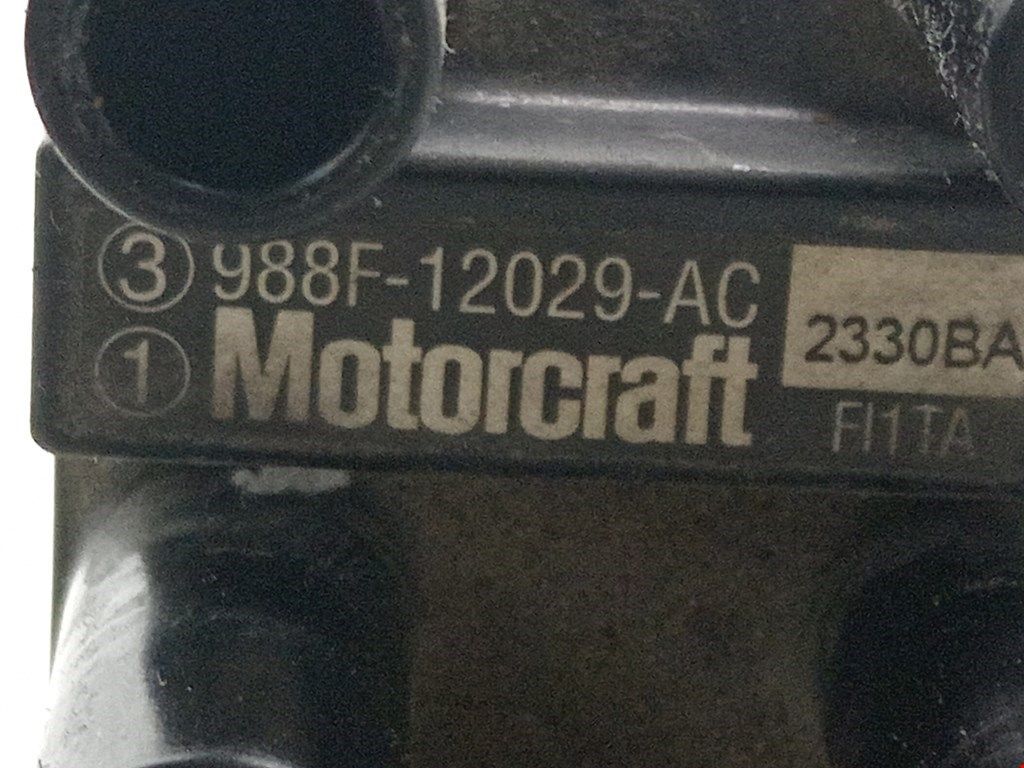 ③ 988F-12029-AC
① Motorcraft
2330BA
FI1TA